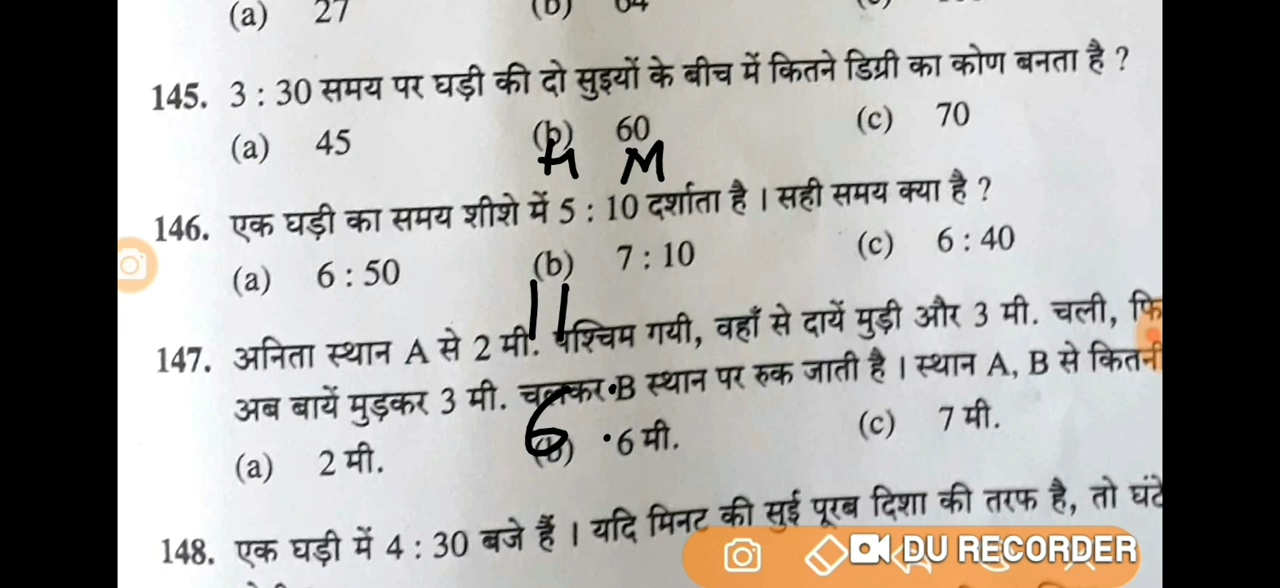 (a) 27 (b) 64
145. 3 : 30 समय पर घड़ी की दो सुइयों के बीच में कितने डिग्री का कोण बनता है ?
(a) 45 (b) 60 (c) 70
H M
146. एक घड़ी का समय शीशे में 5 : 10 दर्शाता है । सही समय क्या है ?
(a) 6 : 50 (b) 7 : 10 (c) 6 : 40
11
147. अनिता स्थान A से 2 मी. पश्चिम गयी, वहाँ से दायें मुड़ी और 3 मी. चली, फि
अब बायें मुड़कर 3 मी. चलकर B स्थान पर रुक जाती है । स्थान A, B से कितनी
6
(a) 2 मी. (b) 6 मी. (c) 7 मी.
148. एक घड़ी में 4 : 30 बजे हैं । यदि मिनट की सुई पूरब दिशा की तरफ है, तो घंटे
DU RECORDER